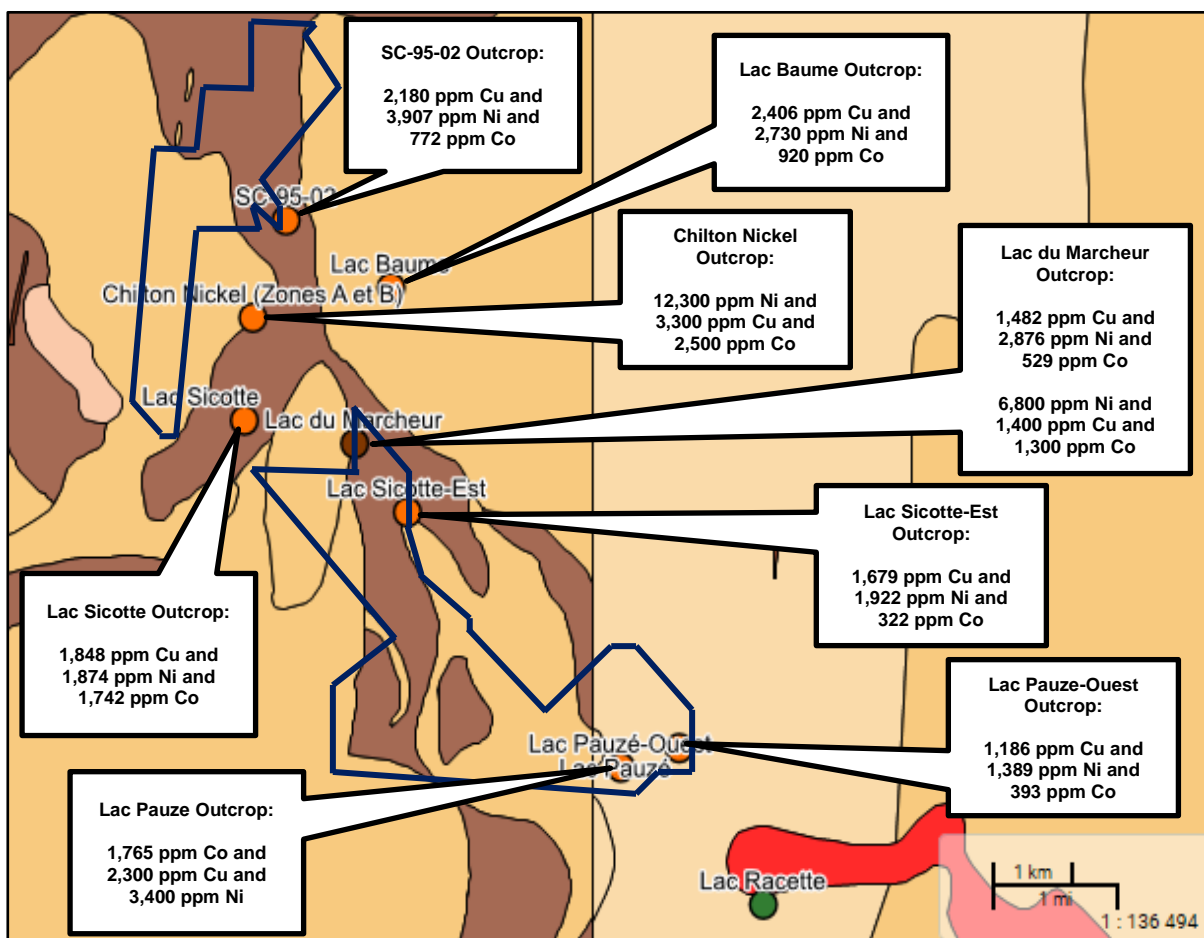 SC-95-02 Outcrop:
2,180 ppm Cu and
3,907 ppm Ni and
772 ppm Co
Lac Baume Outcrop:
2,406 ppm Cu and
2,730 ppm Ni and
920 ppm Co
SC-95-02
Lac Baume
Chilton Nickel (Zones A et B)
Chilton Nickel
Outcrop:
12,300 ppm Ni and
3,300 ppm Cu and
2,500 ppm Co
Lac du Marcheur
Outcrop:
1,482 ppm Cu and
2,876 ppm Ni and
529 ppm Co
6,800 ppm Ni and
1,400 ppm Cu and
1,300 ppm Co
Lac Sicotte
Lac du Marcheur
Lac Sicotte-Est
Lac Sicotte-Est
Outcrop:
1,679 ppm Cu and
1,922 ppm Ni and
322 ppm Co
Lac Sicotte Outcrop:
1,848 ppm Cu and
1,874 ppm Ni and
1,742 ppm Co
Lac Pauze-Ouest
Outcrop:
1,186 ppm Cu and
1,389 ppm Ni and
393 ppm Co
Lac Pauzé-Ouest
Lac Pauzé
Lac Pauze Outcrop:
1,765 ppm Co and
2,300 ppm Cu and
3,400 ppm Ni
Lac Racette
1 km
1 mi
1 : 136 494